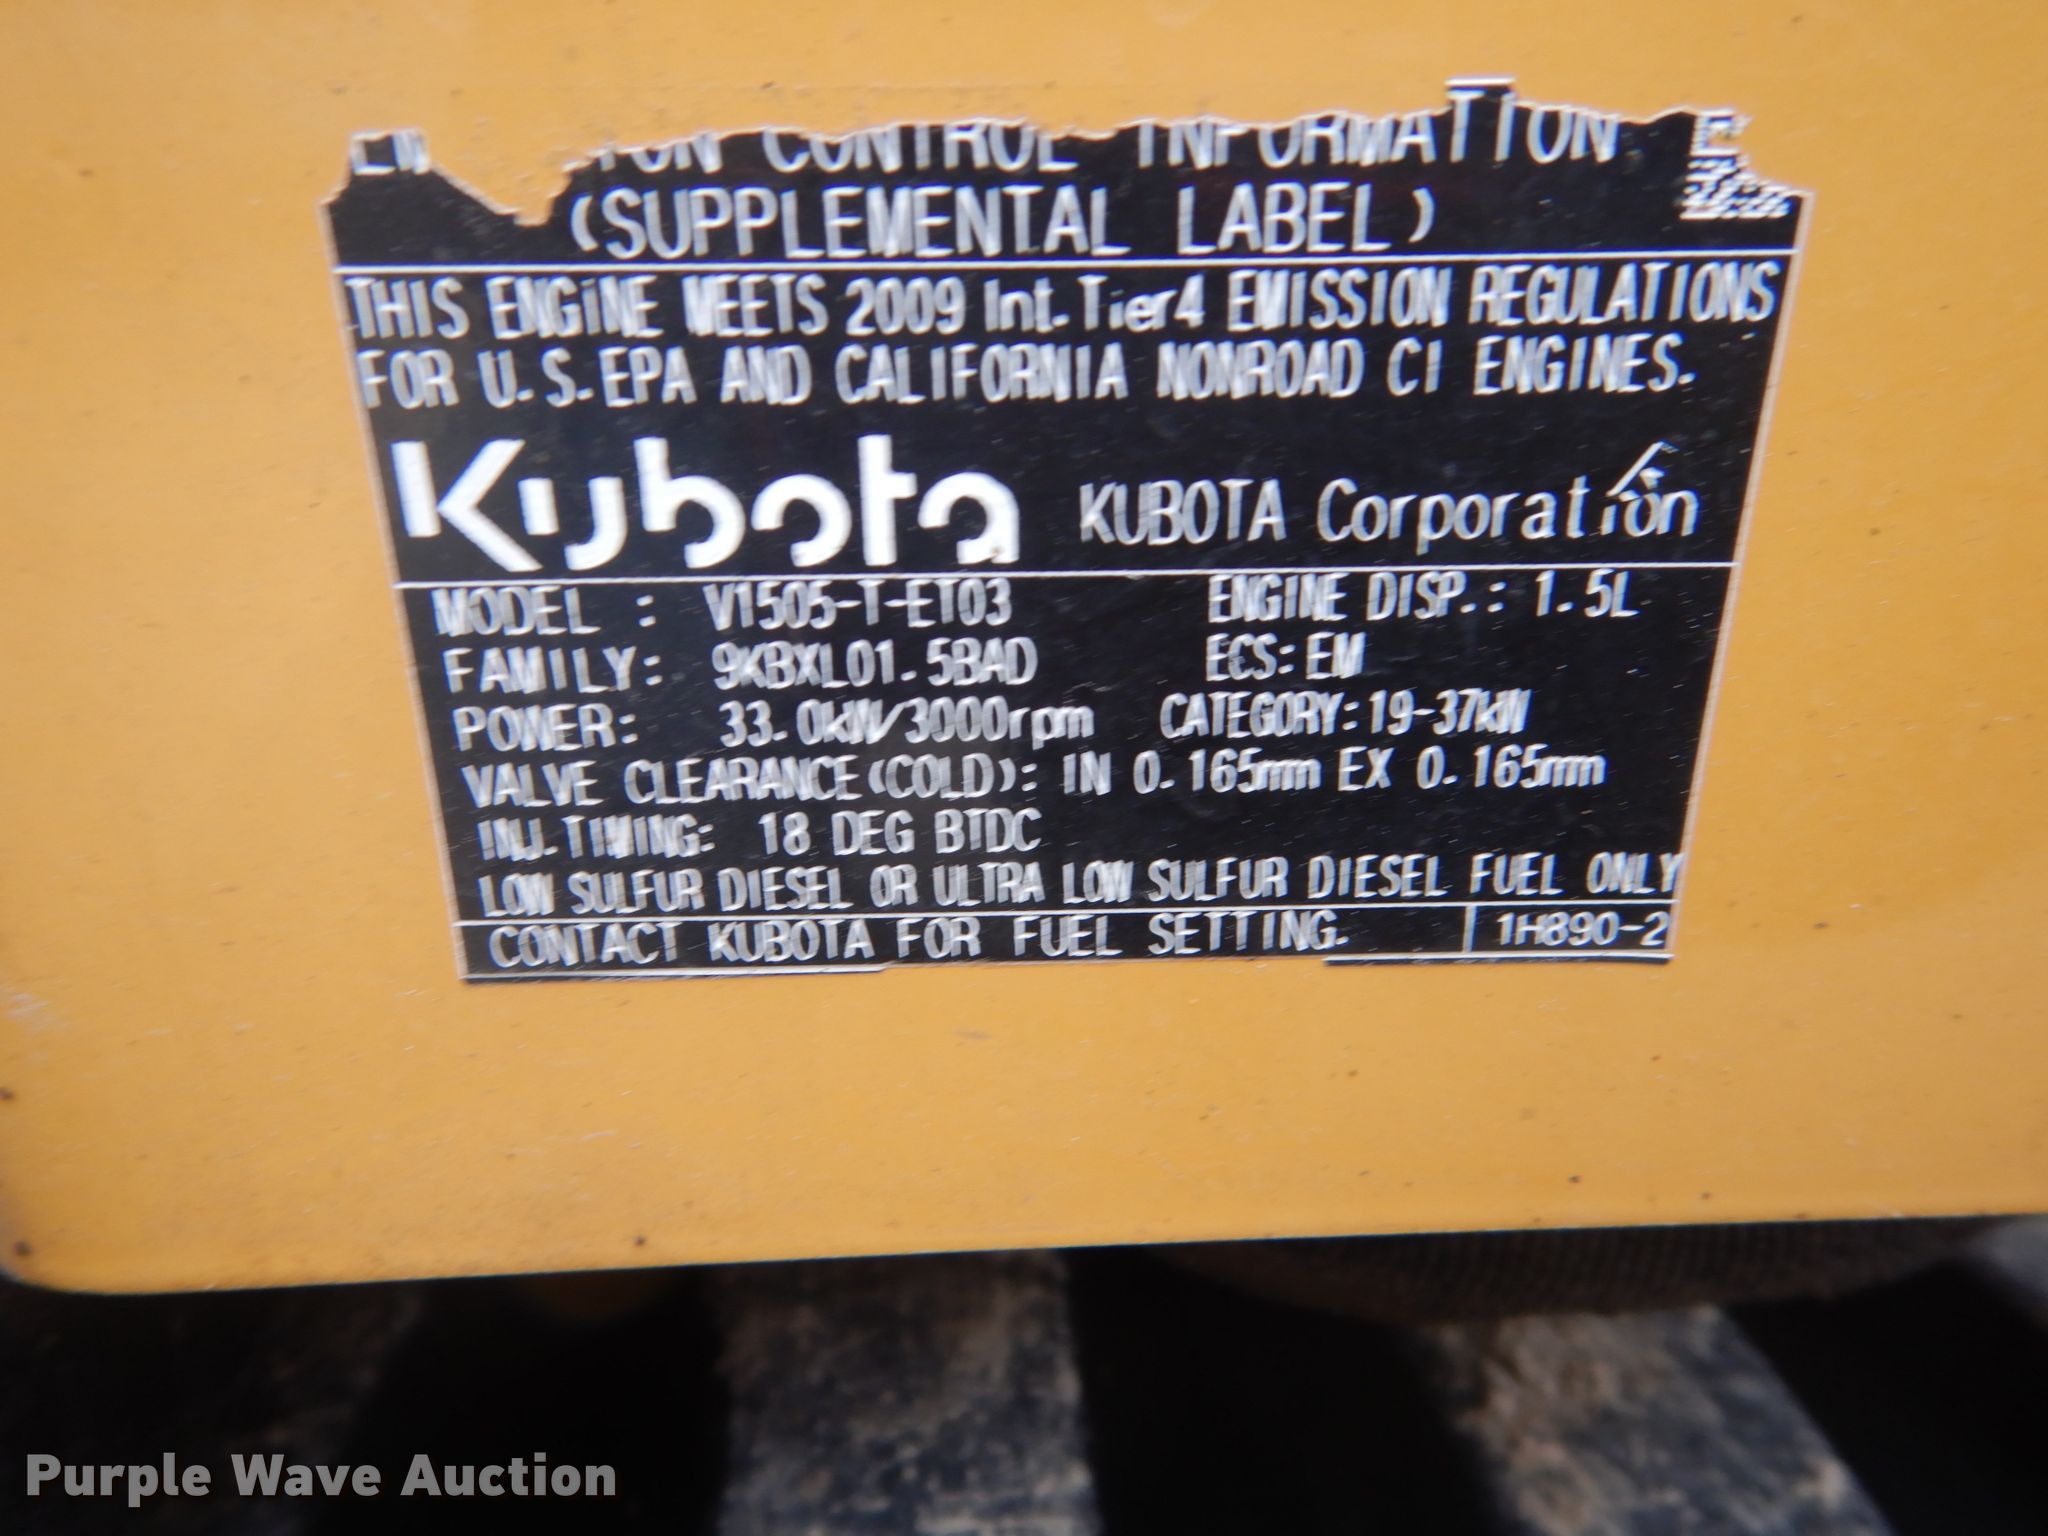 CONTROL INFORMATION
(SUPPLEMENTAL LABEL)
THIS ENGINE MEETS 2009 Int.Tier4 EMISSION REGULATIONS
FOR U.S.EPA AND CALIFORNIA NONROAD CI ENGINES.
Kubota KUBOTA Corporation
MODEL : V1505-T-ET03 ENGINE DISP.: 1.5L
FAMILY: 9KBXL01.5BAD ECS: EM
POWER: 33.0kW/3000rpm CATEGORY:19-37kW
VALVE CLEARANCE(COLD): IN 0.165mm EX 0.165mm
INJ.TIMING: 18 DEG BTDC
LOW SULFUR DIESEL OR ULTRA LOW SULFUR DIESEL FUEL ONLY
CONTACT KUBOTA FOR FUEL SETTING. 1H890-2
Purple Wave Auction